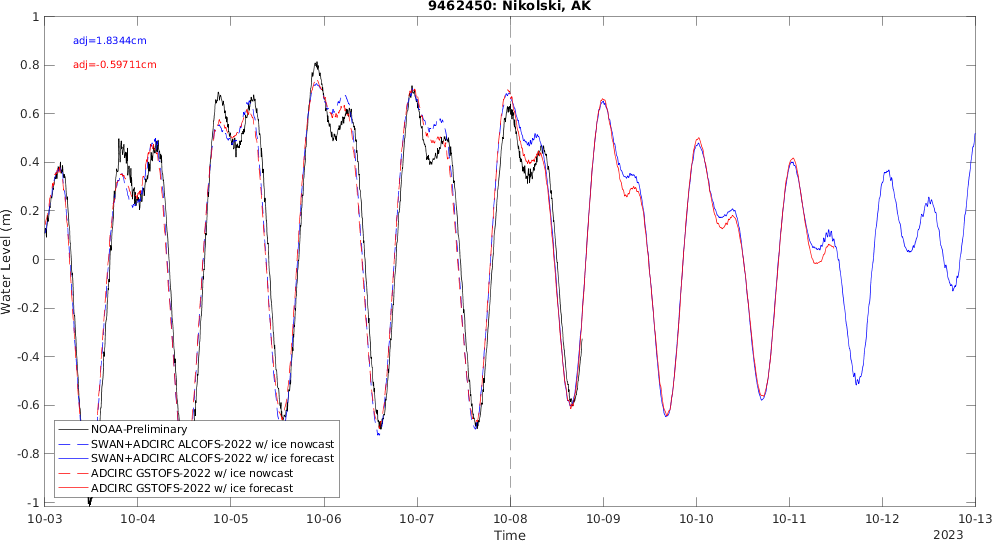 9462450: Nikolski, AK
adj=1.8344cm
adj=-0.59711cm
Water Level (m)
1
0.8
0.6
0.4
0.2
0
-0.2
-0.4
-0.6
-0.8
-1
NOAA-Preliminary
SWAN+ADCIRC ALCOFS-2022 w/ ice nowcast
SWAN+ADCIRC ALCOFS-2022 w/ ice forecast
ADCIRC GSTOFS-2022 w/ ice nowcast
ADCIRC GSTOFS-2022 w/ ice forecast
10-03 10-04 10-05 10-06 10-07 10-08 10-09 10-10 10-11 10-12 10-13
Time
2023